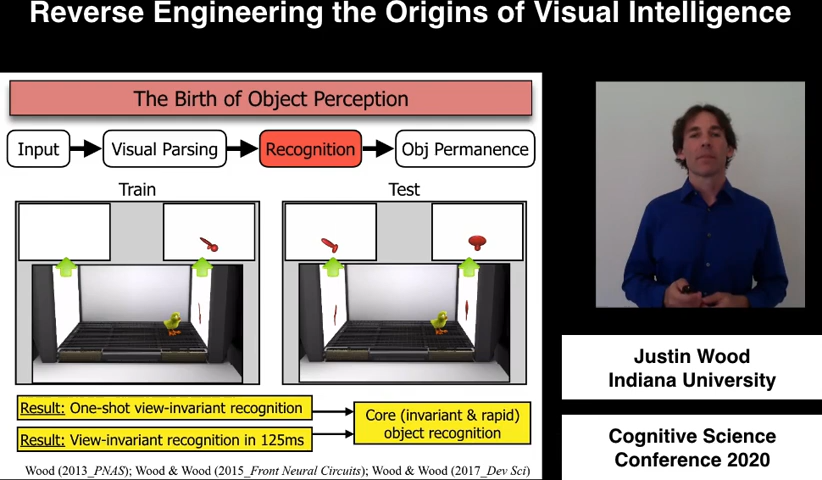 Reverse Engineering the Origins of Visual Intelligence
The Birth of Object Perception
Input
Visual Parsing
Recognition
Obj Permanence
Train
Test
Result: One-shot view-invariant recognition
Result: View-invariant recognition in 125ms
Core (invariant & rapid)
object recognition
Wood (2013_PNAS); Wood & Wood (2015_Front Neural Circuits); Wood & Wood (2017_Dev Sci)
Justin Wood
Indiana University
Cognitive Science
Conference 2020